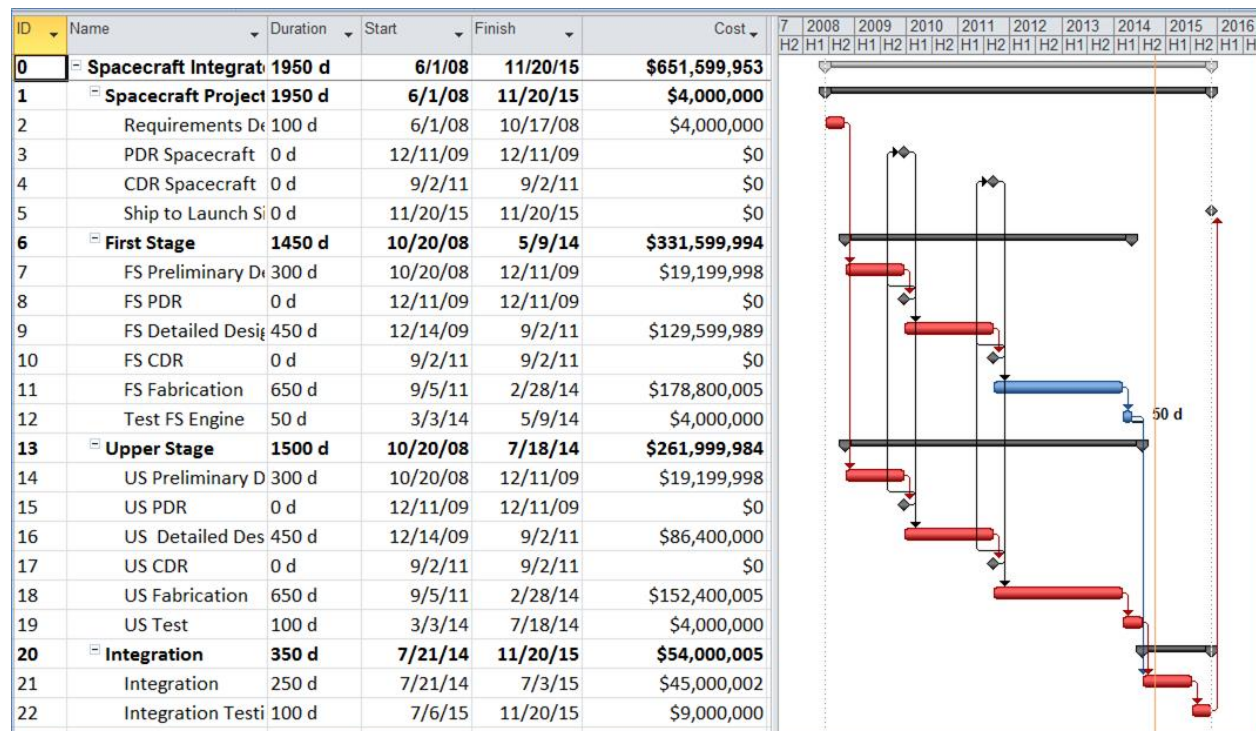 ID Name Duration Start Finish Cost 7 2008 2009 2010 2011 2012 2013 2014 2015 2016
H2 H1 H2 H1 H2 H1 H2 H1 H2 H1 H2 H1 H2 H1 H2 H1 H2 H
0 Spacecraft Integrat 1950 d 6/1/08 11/20/15 $651,599,953
1 Spacecraft Project 1950 d 6/1/08 11/20/15 $4,000,000
2 Requirements De 100 d 6/1/08 10/17/08 $4,000,000
3 PDR Spacecraft 0 d 12/11/09 12/11/09 $0
4 CDR Spacecraft 0 d 9/2/11 9/2/11 $0
5 Ship to Launch Si 0 d 11/20/15 11/20/15 $0
6 First Stage 1450 d 10/20/08 5/9/14 $331,599,994
7 FS Preliminary De 300 d 10/20/08 12/11/09 $19,199,998
8 FS PDR 0 d 12/11/09 12/11/09 $0
9 FS Detailed Desig 450 d 12/14/09 9/2/11 $129,599,989
10 FS CDR 0 d 9/2/11 9/2/11 $0
11 FS Fabrication 650 d 9/5/11 2/28/14 $178,800,005
12 Test FS Engine 50 d 3/3/14 5/9/14 $4,000,000 50 d
13 Upper Stage 1500 d 10/20/08 7/18/14 $261,999,984
14 US Preliminary D 300 d 10/20/08 12/11/09 $19,199,998
15 US PDR 0 d 12/11/09 12/11/09 $0
16 US Detailed Des 450 d 12/14/09 9/2/11 $86,400,000
17 US CDR 0 d 9/2/11 9/2/11 $0
18 US Fabrication 650 d 9/5/11 2/28/14 $152,400,005
19 US Test 100 d 3/3/14 7/18/14 $4,000,000
20 Integration 350 d 7/21/14 11/20/15 $54,000,005
21 Integration 250 d 7/21/14 7/3/15 $45,000,002
22 Integration Testi 100 d 7/6/15 11/20/15 $9,000,000